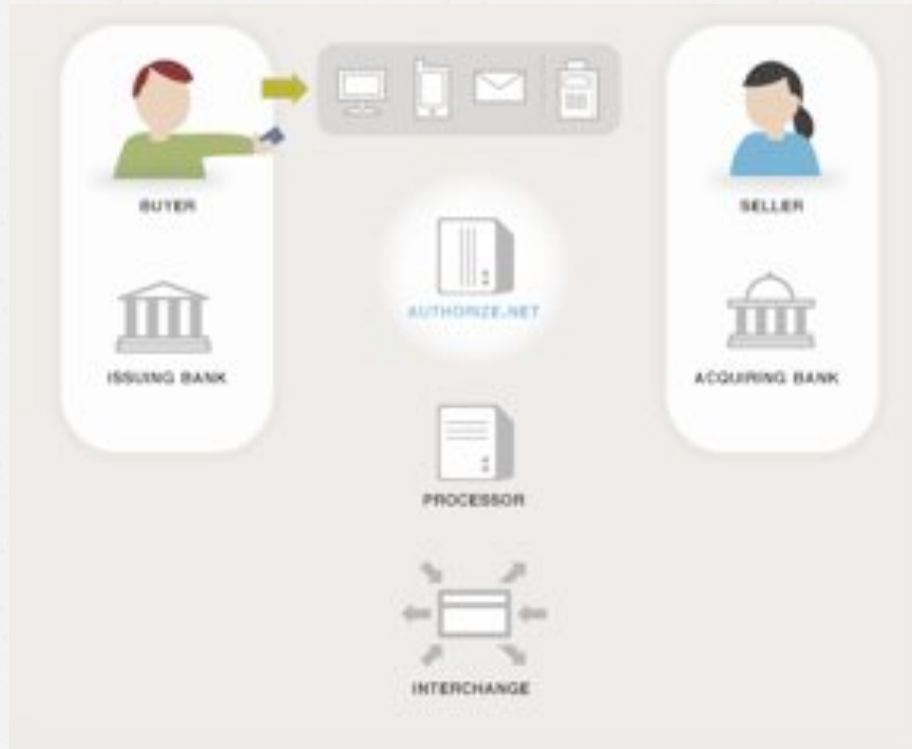 BUYER
SELLER
AUTHORIZE.NET
ISSUING BANK
ACQUIRING BANK
PROCESSOR
INTERCHANGE